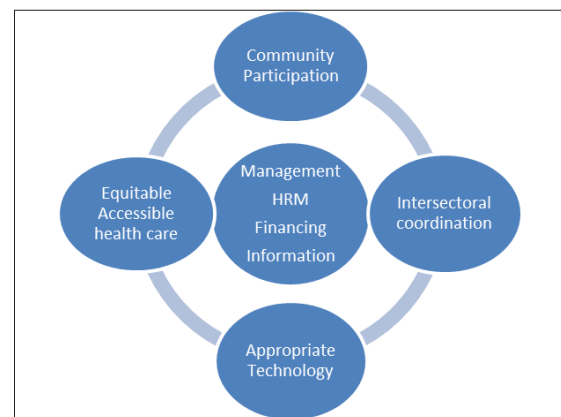 Community
Participation
Equitable
Accessible
health care
Management
HRM
Financing
Information
Intersectoral
coordination
Appropriate
Technology